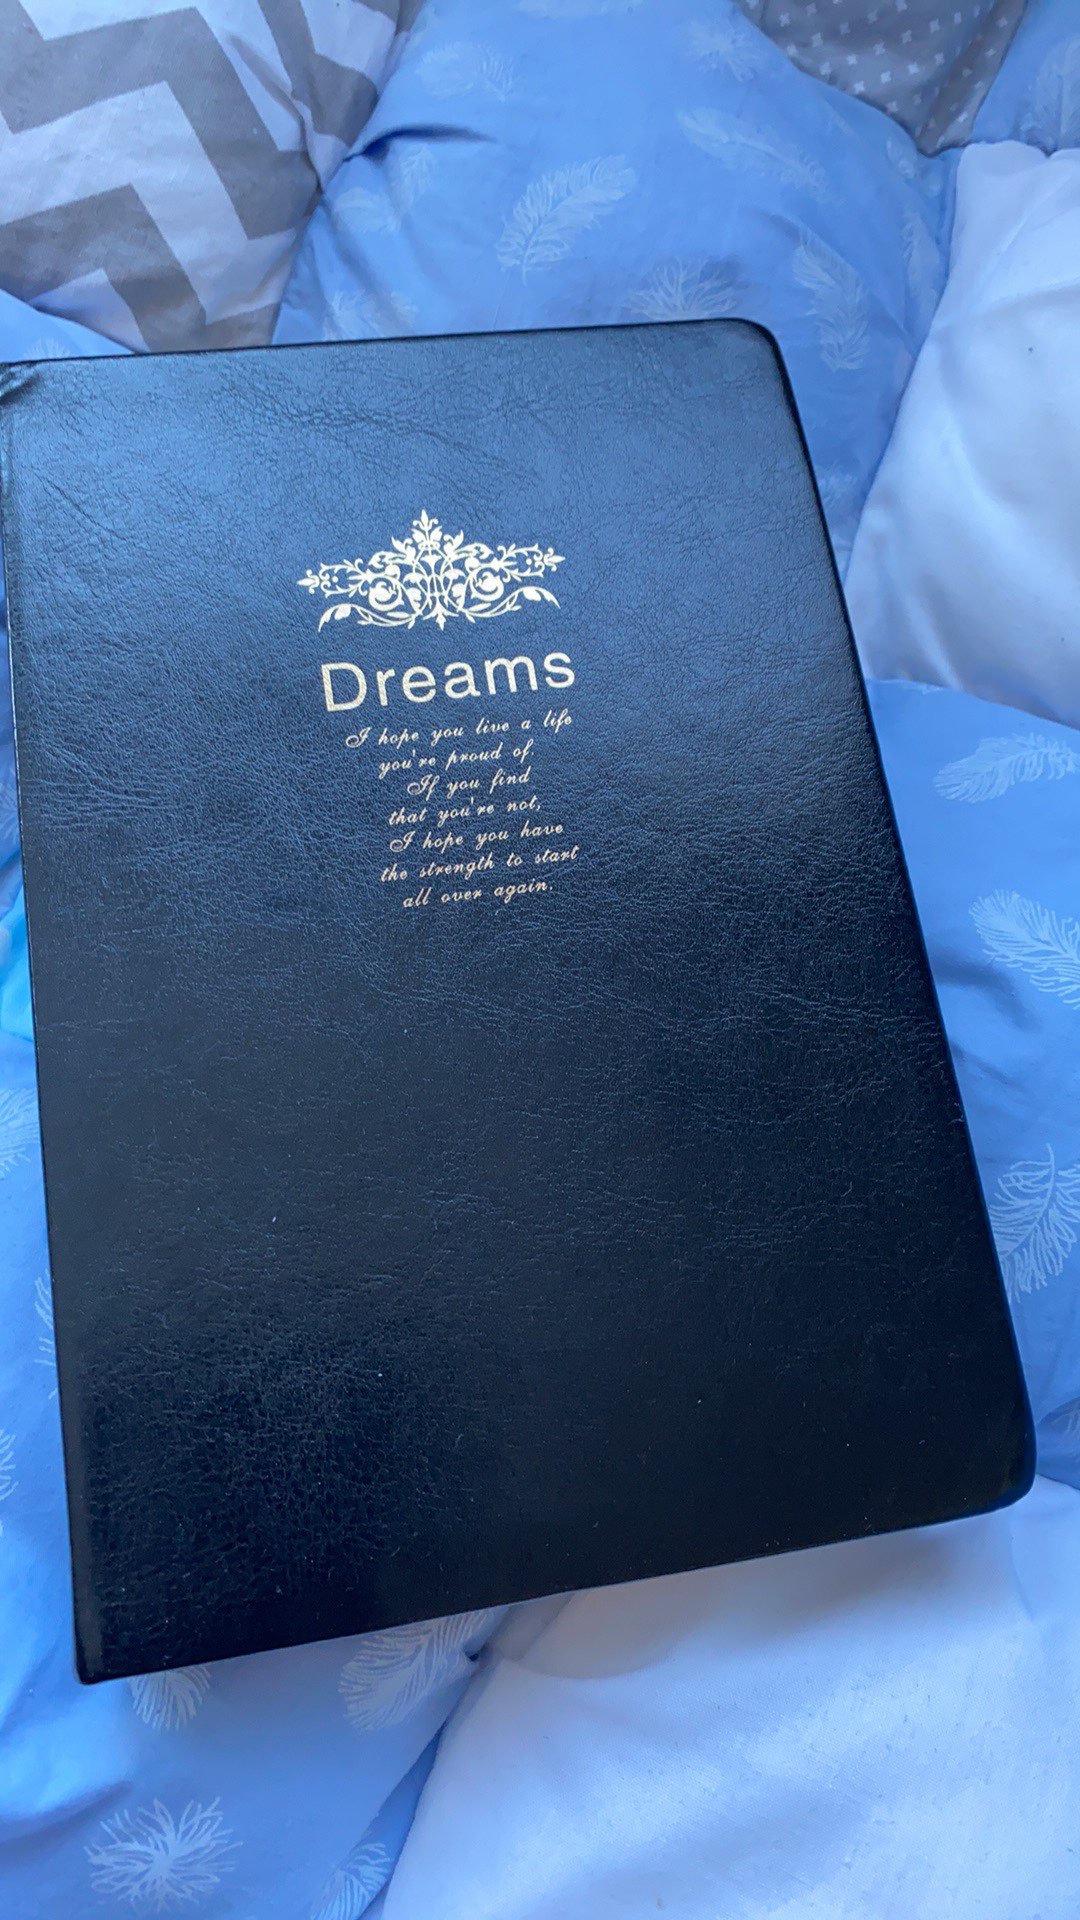 Dreams
I hope you live a life
you're proud of.
If you find
that you're not,
I hope you have
the strength to start
all over again.